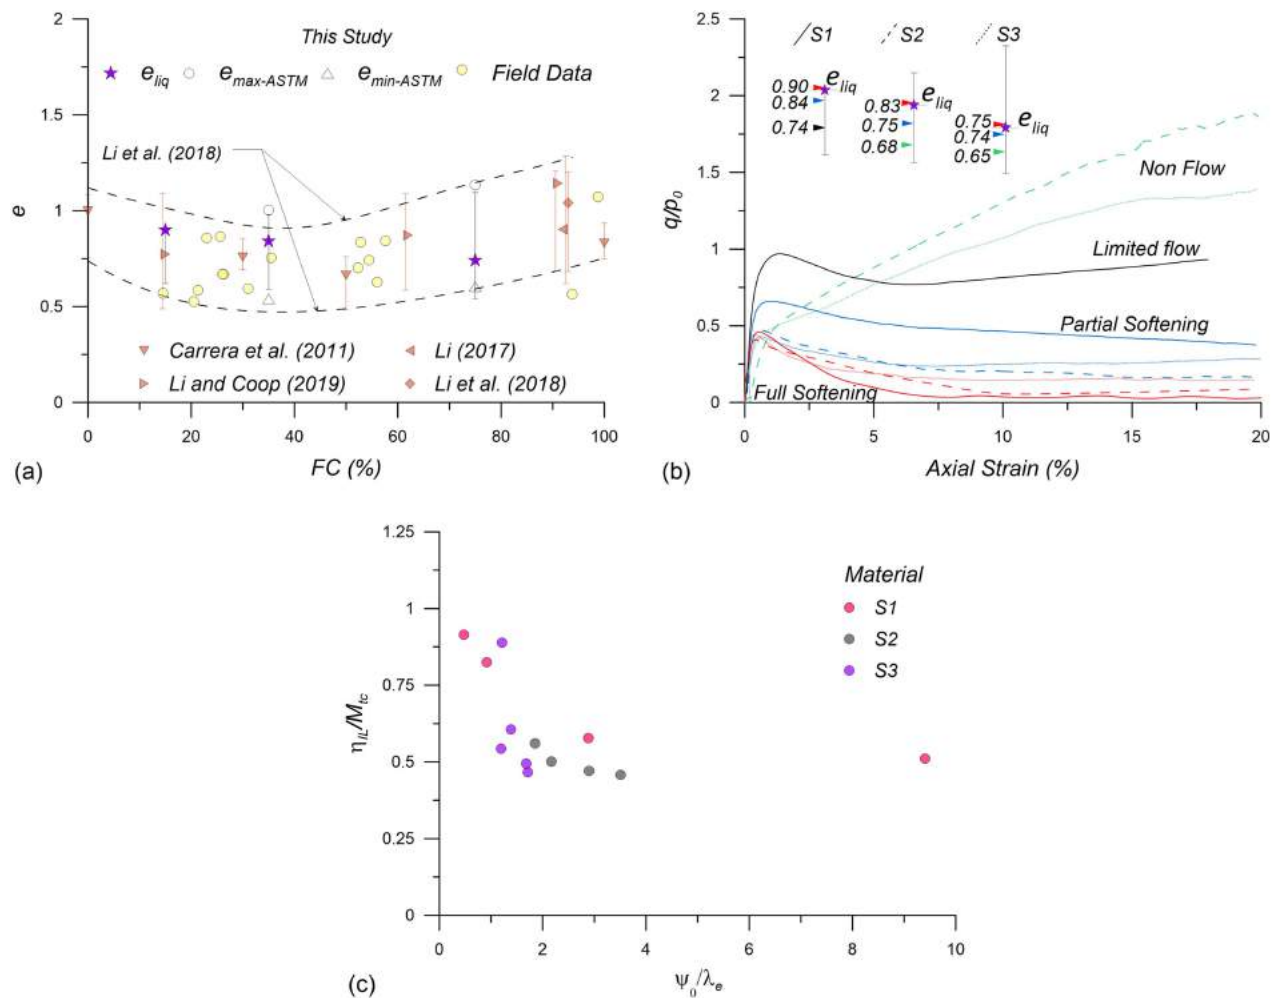 This Study
e_liq e_max-ASTM e_min-ASTM Field Data
Li et al. (2018)
Carrera et al. (2011) Li (2017)
Li and Coop (2019) Li et al. (2018)
e
2
1.5
1
0.5
0
0 20 40 60 80 100
(a) FC (%)
S1 S2 S3
0.90 e_liq
0.84
0.74
0.83 e_liq
0.75
0.68
0.75 e_liq
0.74
0.65
Non Flow
Limited flow
Partial Softening
Full Softening
q/p_0
2.5
2
1.5
1
0.5
0
0 5 10 15 20
(b) Axial Strain (%)
Material
S1
S2
S3
η_IL/M_tc
1.25
1
0.75
0.5
0.25
0
0 2 4 6 8 10
(c) ψ_0/λ_e